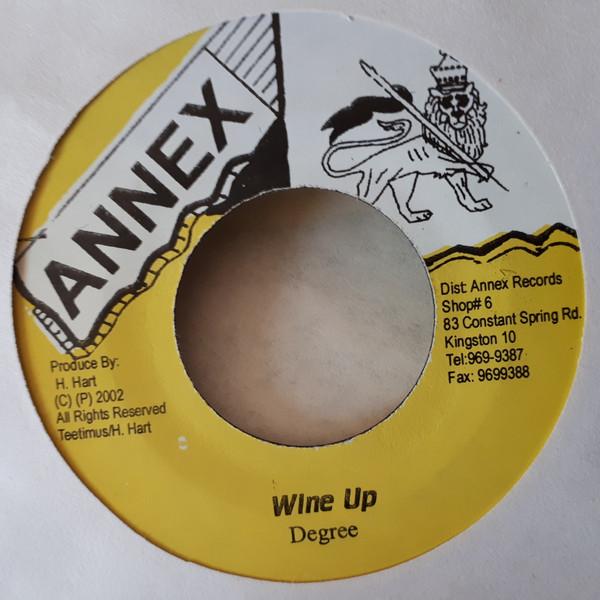 ANNEX
Dist: Annex Records
Shop# 6
83 Constant Spring Rd.
Kingston 10
Tel:969-9387
Fax: 9699388
Produce By:
H. Hart
(C) (P) 2002
All Rights Reserved
Teetimus/H. Hart
WIne Up
Degree